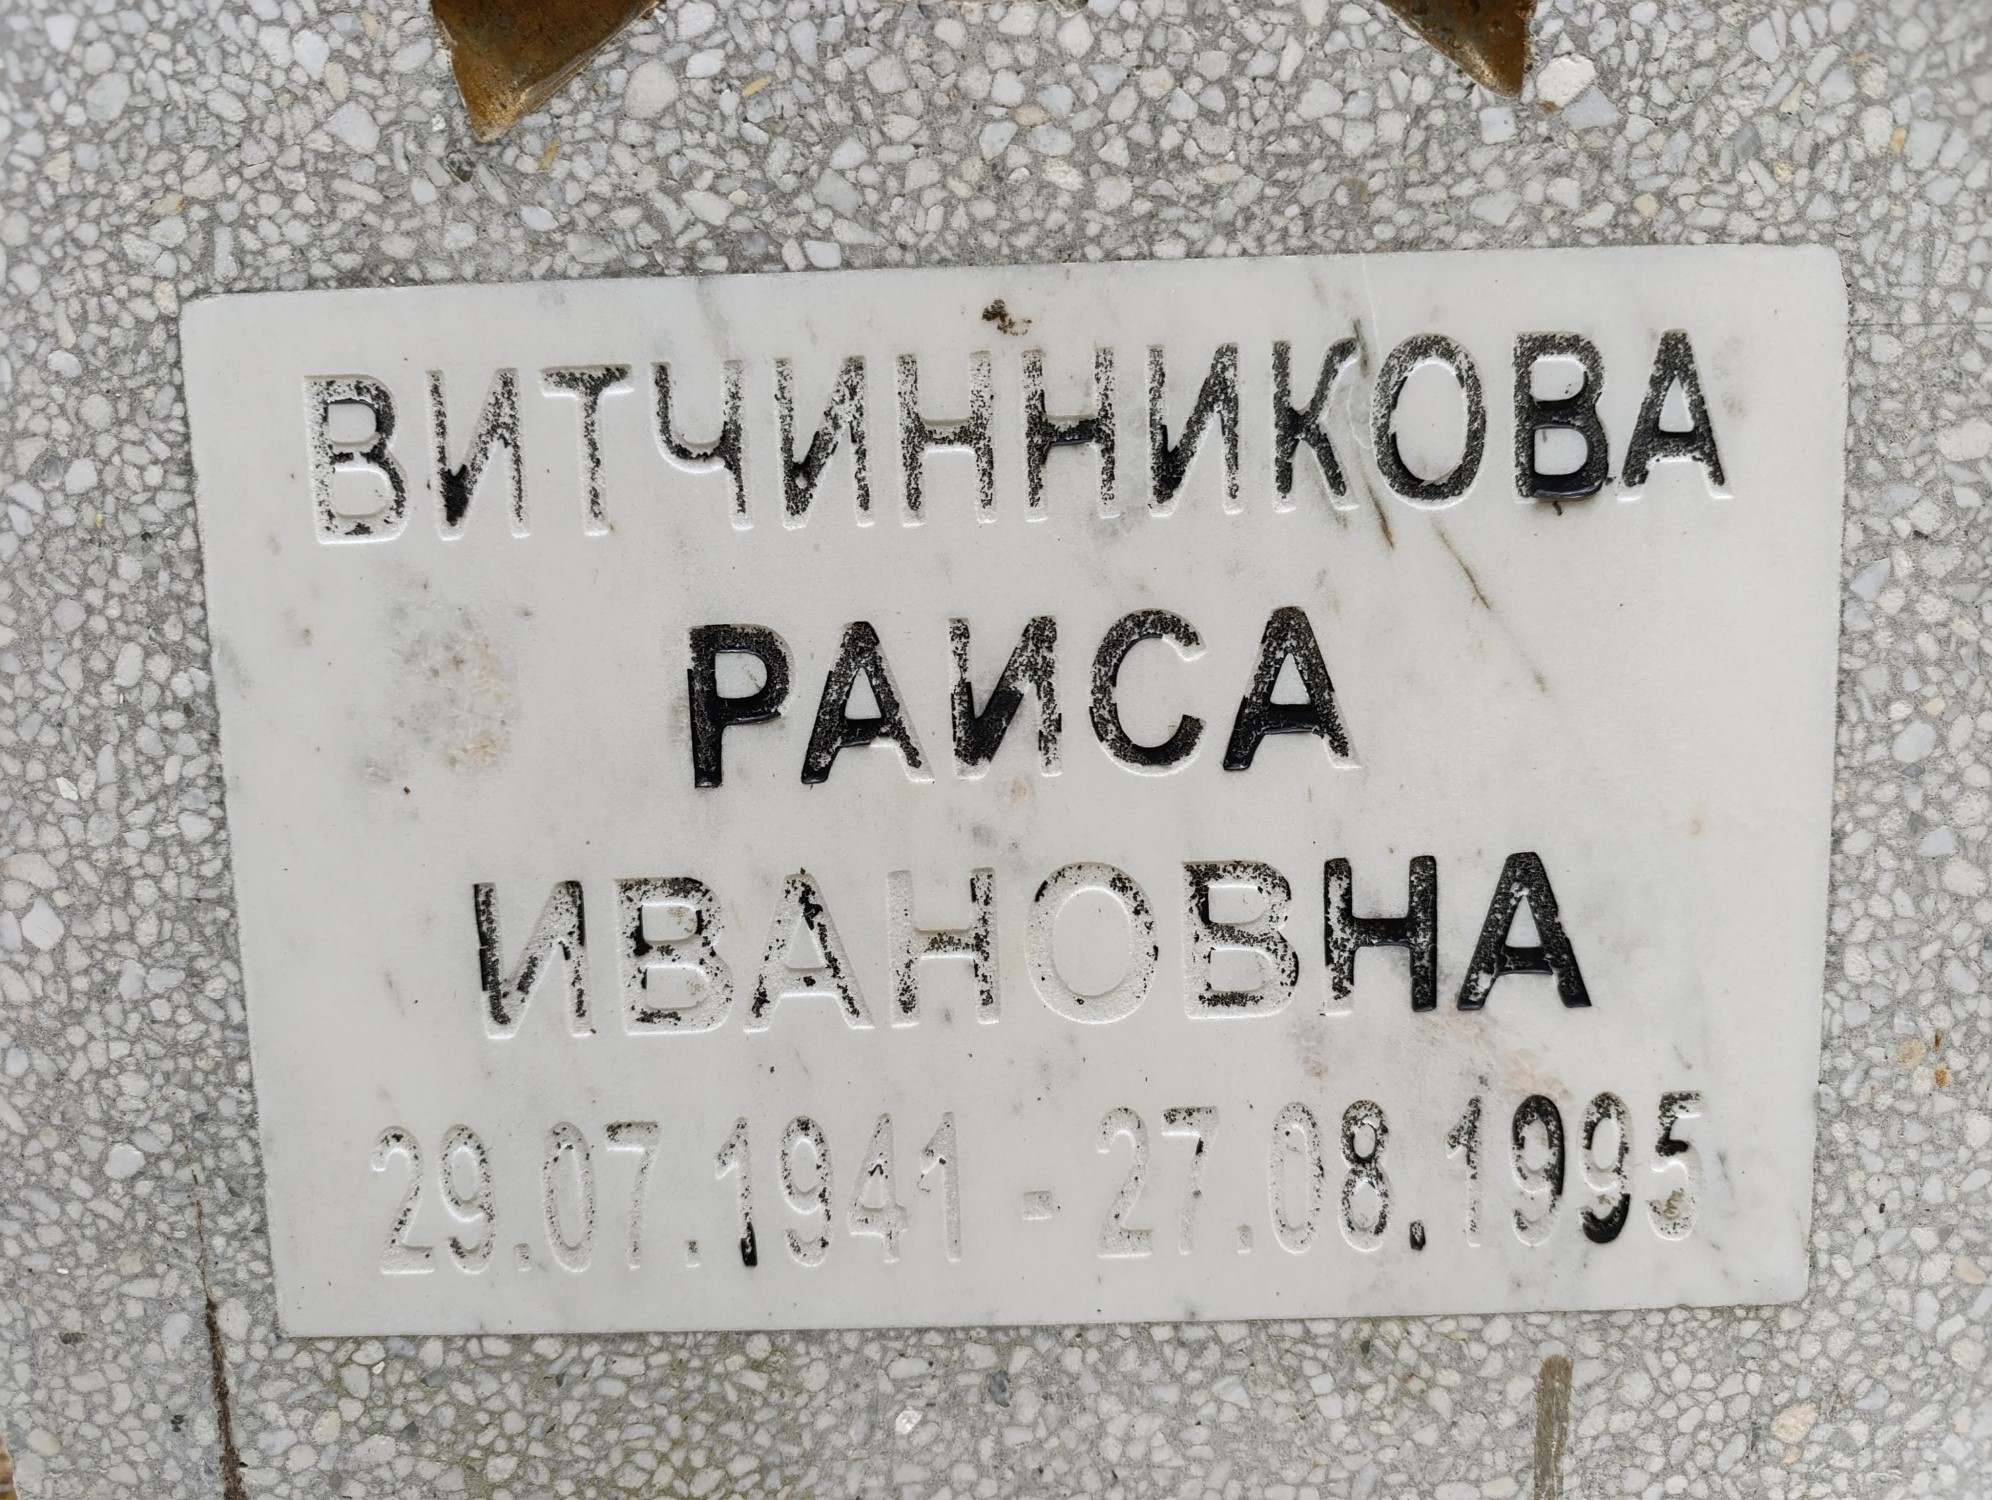 ВИТЧИННИКОВА
РАИСА
ИВАНОВНА
29.07.1941 - 27.08.1995